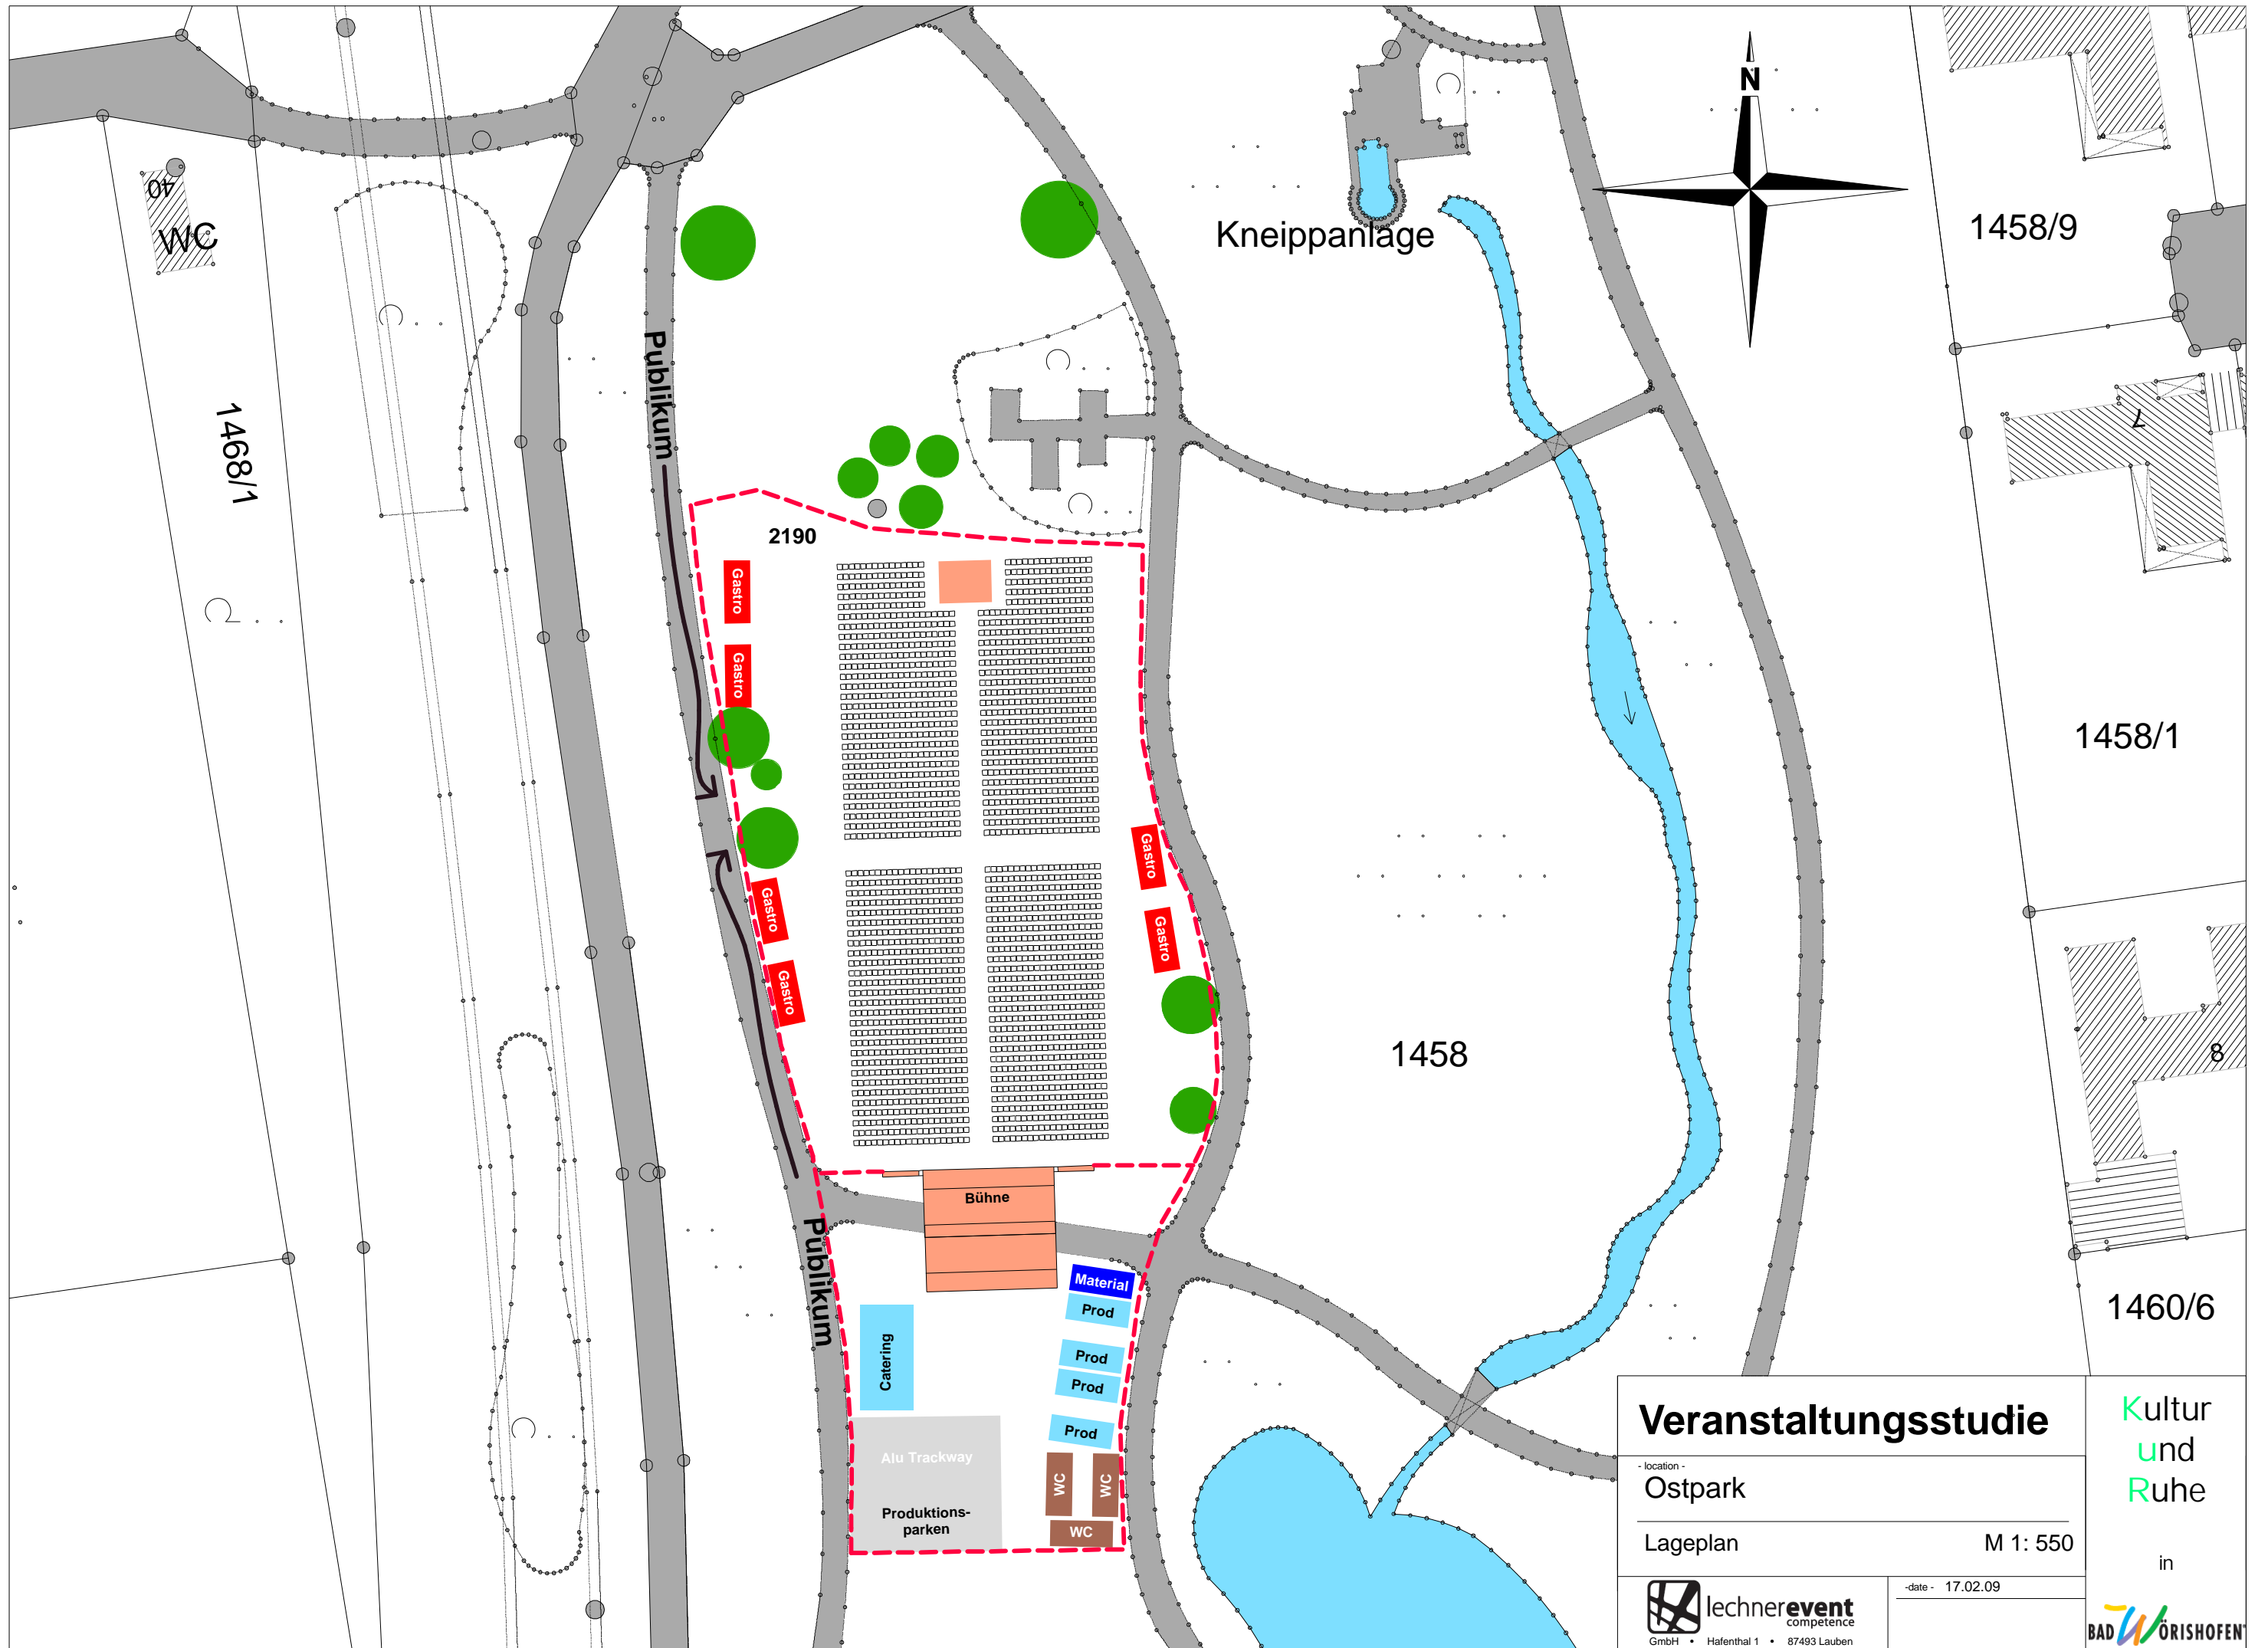 N
40
WC
Kneippanlage
1458/9
Publikum
1468/1
7
2190
Gastro
Gastro
1458/1
Gastro
Gastro
Gastro
Gastro
1458
8
Bühne
Publikum
Material
Prod
Catering
Prod
Prod
Prod
1460/6
Alu Trackway
Produktions-
parken
WC
WC
WC
Veranstaltungsstudie
- location -
Ostpark
Lageplan M 1: 550
lechnerevent
competence
GmbH • Hafenthal 1 • 87493 Lauben
-date - 17.02.09
Kultur
und
Ruhe
in
BAD WÖRISHOFEN